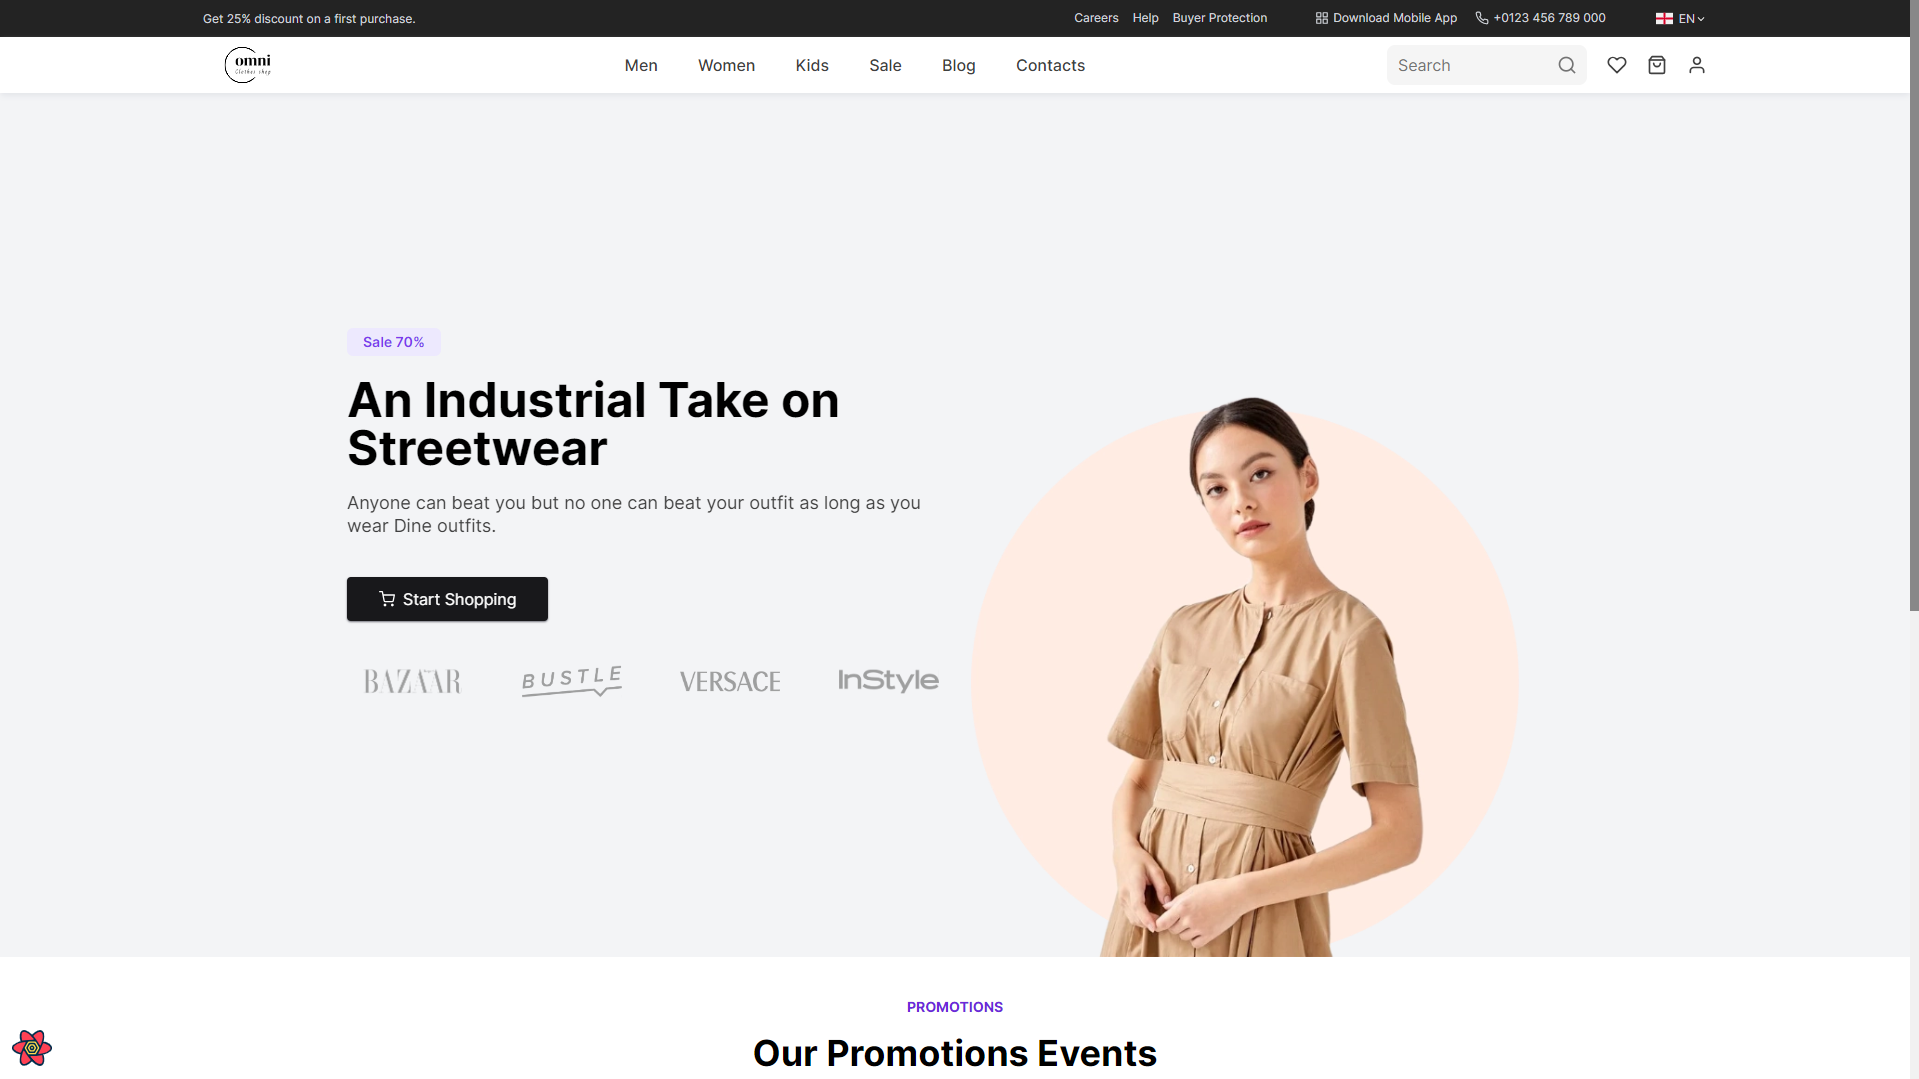 Get 25% discount on a first purchase.
Careers Help Buyer Protection Download Mobile App +0123 456 789 000 EN
omni
Clothes shop
Men Women Kids Sale Blog Contacts
Search
Sale 70%
An Industrial Take on
Streetwear
Anyone can beat you but no one can beat your outfit as long as you
wear Dine outfits.
Start Shopping
BAZAAR BUSTLE VERSACE InStyle
PROMOTIONS
Our Promotions Events